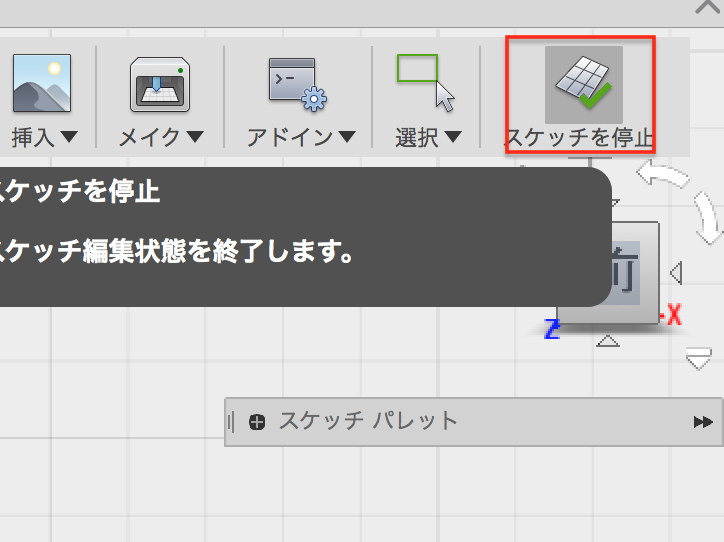 挿入▼
メイク▼
アドイン▼
選択▼
スケッチを停止
スケッチを停止
スケッチ編集状態を終了します。
前
Z
-X
スケッチ パレット